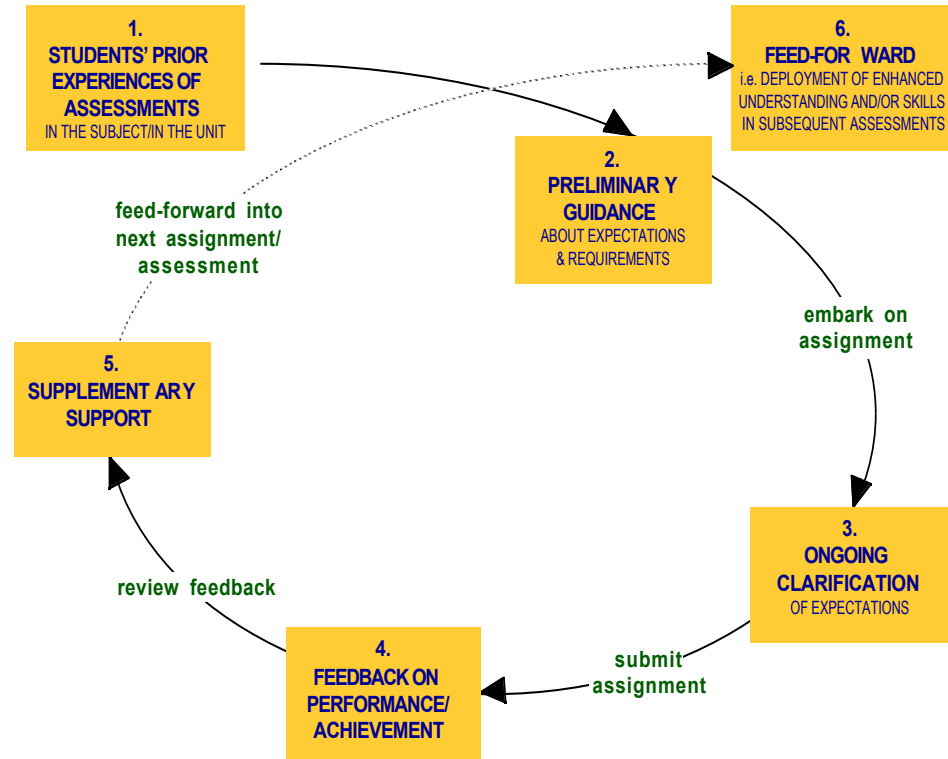 1.
STUDENTS' PRIOR
EXPERIENCES OF
ASSESSMENTS
IN THE SUBJECT/IN THE UNIT
6.
FEED-FOR WARD
i.e. DEPLOYMENT OF ENHANCED
UNDERSTANDING AND/OR SKILLS
IN SUBSEQUENT ASSESSMENTS
2.
PRELIMINAR Y
GUIDANCE
ABOUT EXPECTATIONS
& REQUIREMENTS
feed-forward into
next assignment/
assessment
embark on
assignment
5.
SUPPLEMENT ARY
SUPPORT
3.
ONGOING
CLARIFICATION
OF EXPECTATIONS
review feedback
4.
FEEDBACK ON
PERFORMANCE/
ACHIEVEMENT
submit
assignment